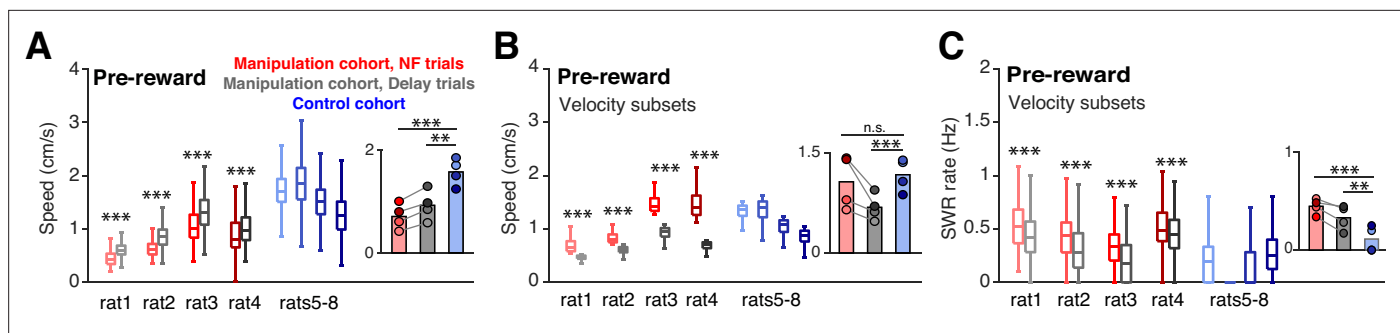 A
Pre-reward
Manipulation cohort, NF trials
Manipulation cohort, Delay trials
Control cohort
Speed (cm/s)
4
3
2
1
0
***
***
***
***
2
0
***
**
rat1 rat2 rat3 rat4 rats5-8
B
Pre-reward
Velocity subsets
Speed (cm/s)
4
3
2
1
0
***
***
***
***
1.5
0
n.s.
***
rat1 rat2 rat3 rat4 rats5-8
C
Pre-reward
Velocity subsets
SWR rate (Hz)
2
1.5
1
0.5
0
***
***
***
***
1
0
***
**
rat1 rat2 rat3 rat4 rats5-8